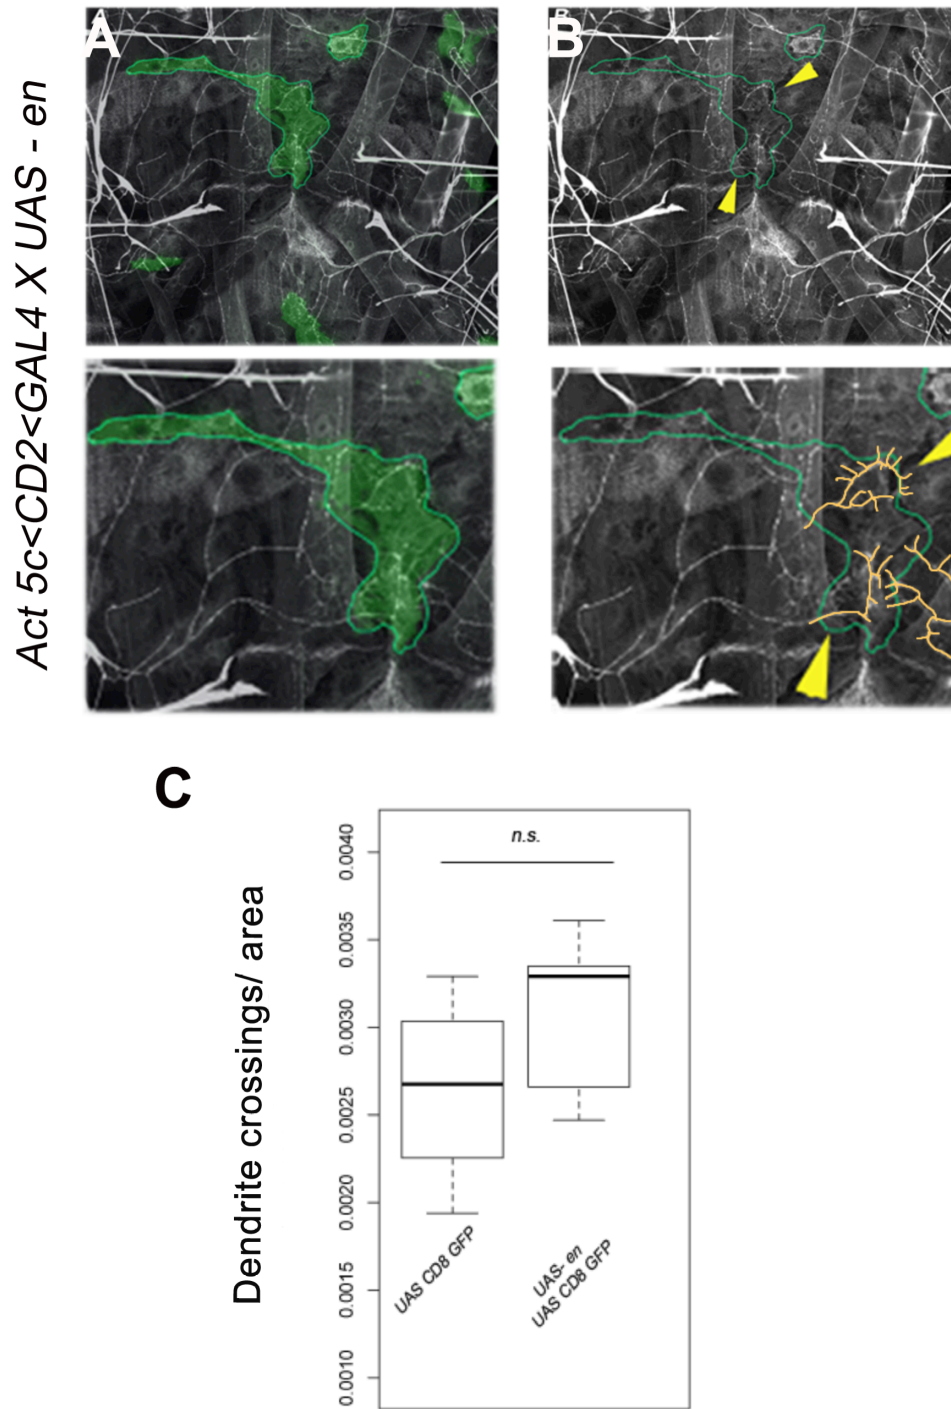 A
B
Act 5c<CD2<GAL4 X UAS - en
C
n.s.
Dendrite crossings/ area
0.0040
0.0035
0.0030
0.0025
0.0020
0.0015
0.0010
UAS CD8 GFP
UAS- en
UAS CD8 GFP